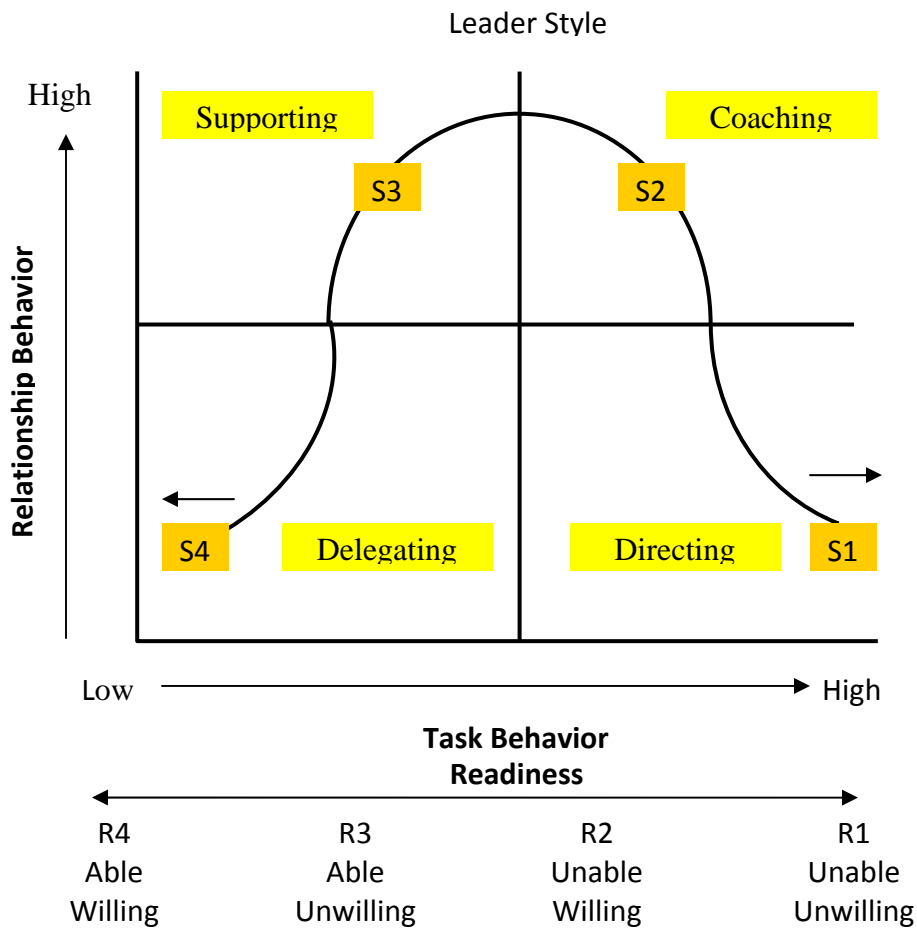 Leader Style
High
Supporting
Coaching
S3
S2
Relationship Behavior
S4
Delegating
Directing
S1
Low
High
Task Behavior
Readiness
R4
R3
R2
R1
Able
Able
Unable
Unable
Willing
Unwilling
Willing
Unwilling